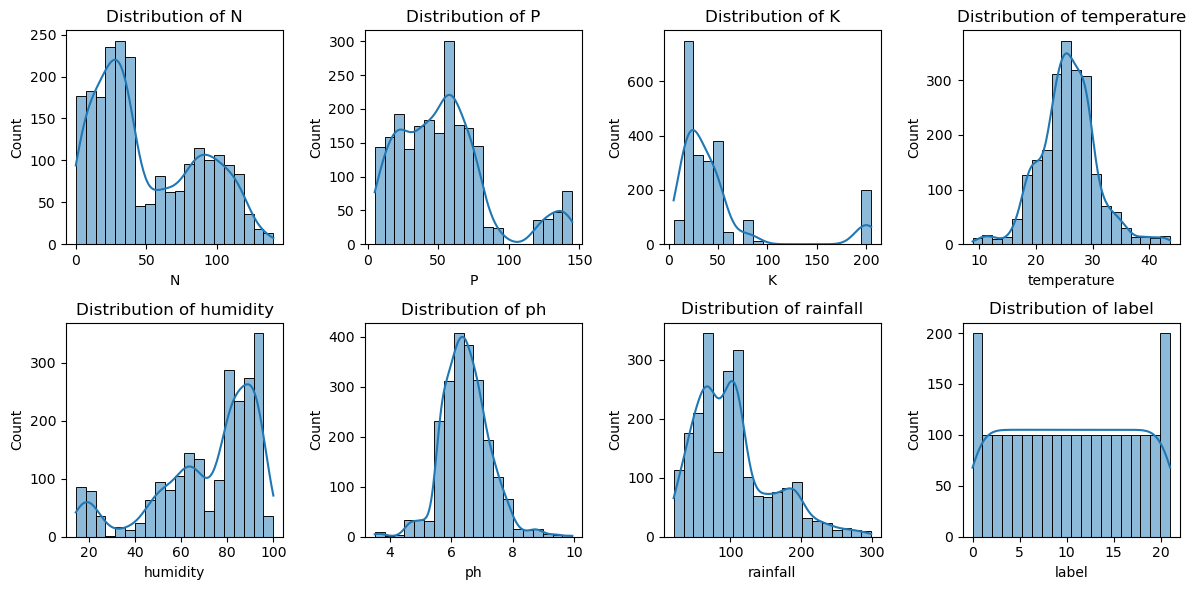 Distribution of N
Count
250
200
150
100
50
0
0 50 100
N
Distribution of P
Count
300
250
200
150
100
50
0
0 50 100 150
P
Distribution of K
Count
600
400
200
0
0 50 100 150 200
K
Distribution of temperature
Count
300
200
100
0
10 20 30 40
temperature
Distribution of humidity
Count
300
200
100
0
20 40 60 80 100
humidity
Distribution of ph
Count
400
300
200
100
0
4 6 8 10
ph
Distribution of rainfall
Count
300
200
100
0
100 200 300
rainfall
Distribution of label
Count
200
150
100
50
0
0 5 10 15 20
label